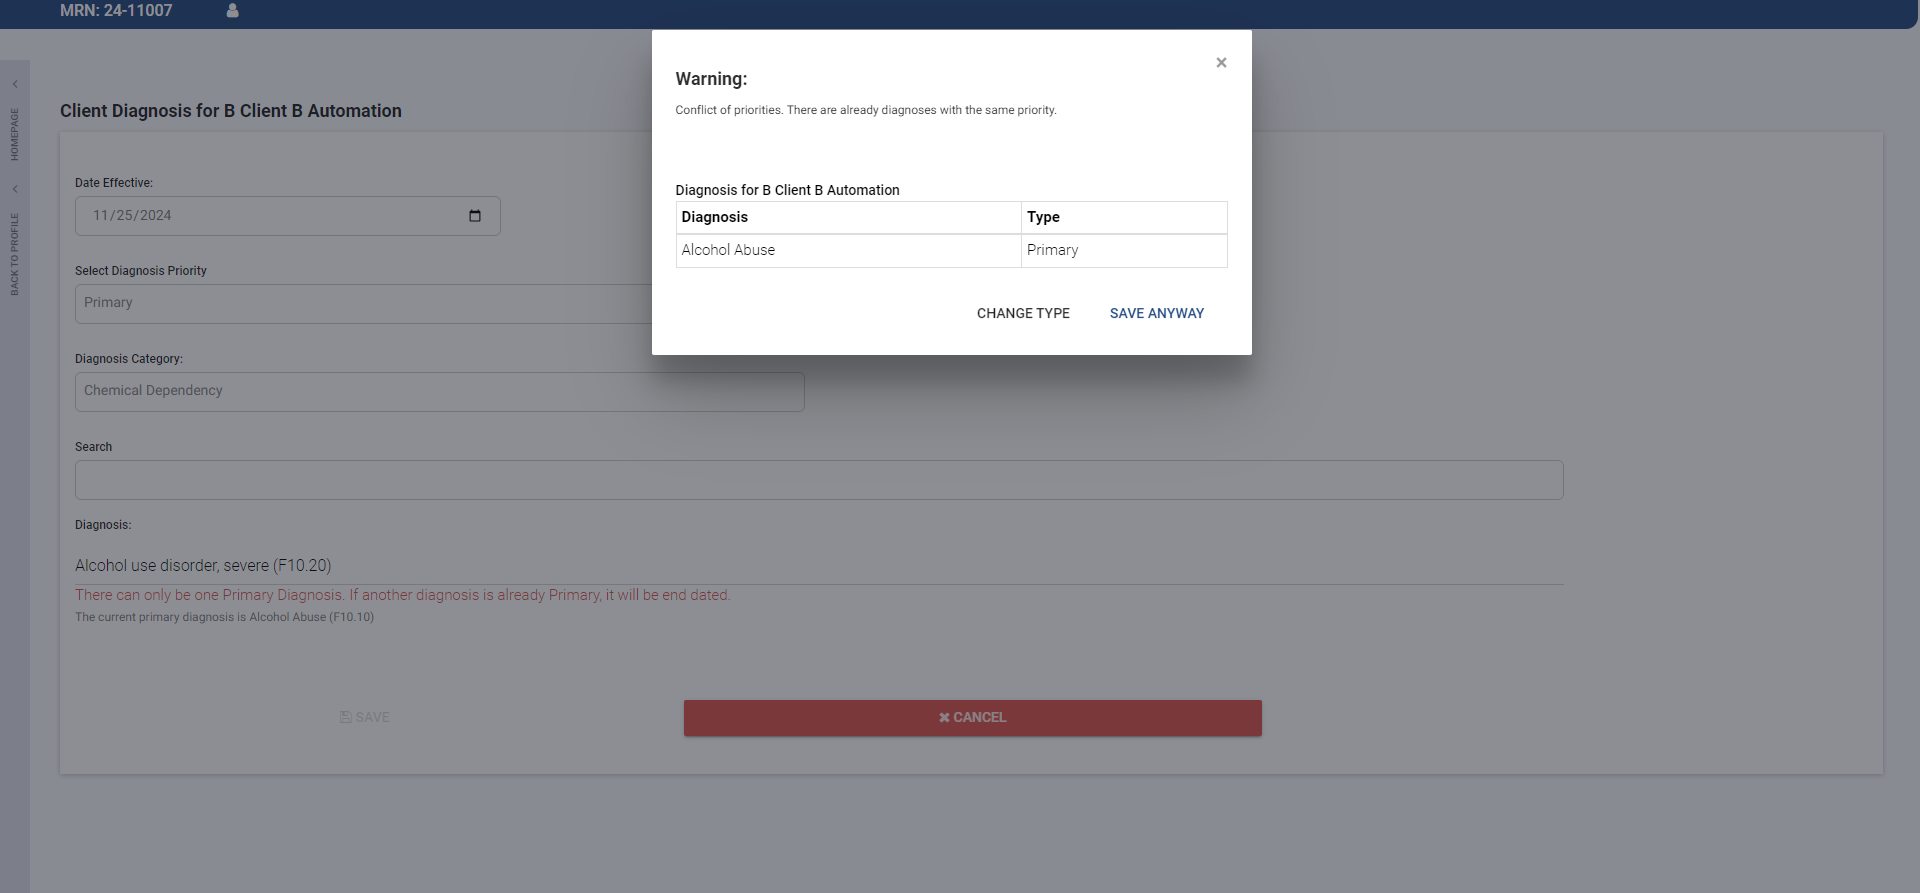 MRN: 24-11007
HOMEPAGE
BACK TO PROFILE
Client Diagnosis for B Client B Automation
Date Effective:
11/25/2024
Select Diagnosis Priority
Primary
Diagnosis Category:
Chemical Dependency
Search
Diagnosis:
Alcohol use disorder, severe (F10.20)
There can only be one Primary Diagnosis. If another diagnosis is already Primary, it will be end dated.
The current primary diagnosis is Alcohol Abuse (F10.10)
SAVE
CANCEL
Warning:
Conflict of priorities. There are already diagnoses with the same priority.
Diagnosis for B Client B Automation
Diagnosis Type
Alcohol Abuse Primary
CHANGE TYPE SAVE ANYWAY